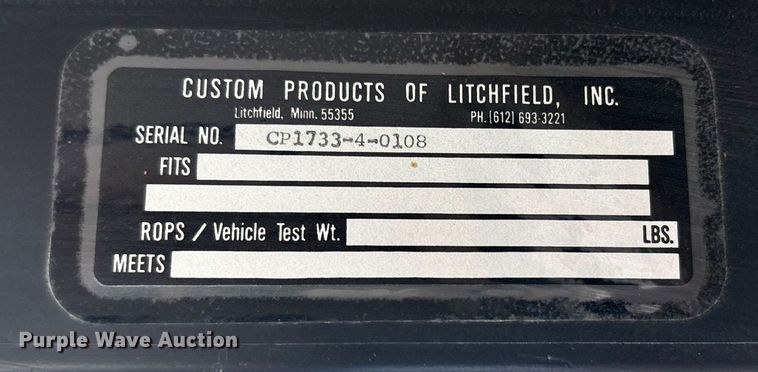 CUSTOM PRODUCTS OF LITCHFIELD, INC.
Litchfield, Minn. 55355 PH. (612) 693-3221
SERIAL NO. CP1733-4-0108
FITS
ROPS / Vehicle Test Wt. LBS.
MEETS
Purple Wave Auction